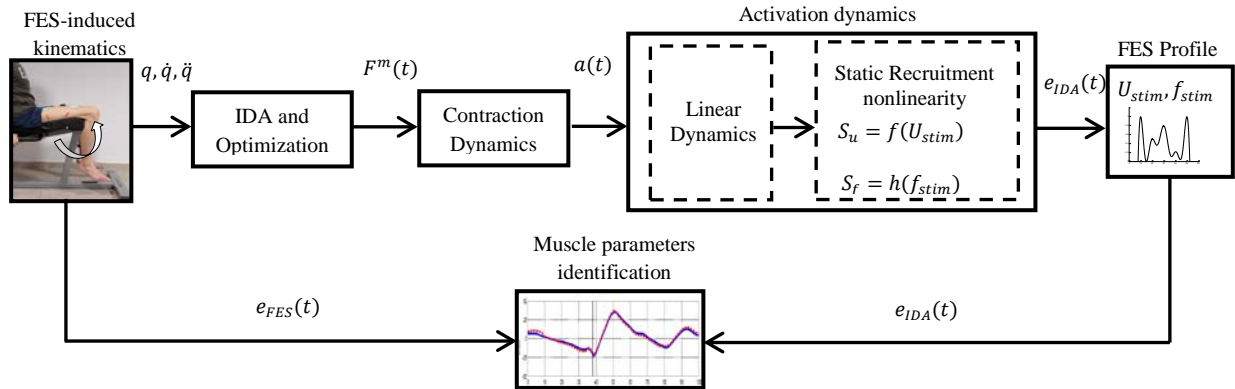 FES-induced
kinematics
q, q̇, q̈
IDA and
Optimization
Fᵐ(t)
Contraction
Dynamics
a(t)
Activation dynamics
Linear
Dynamics
Static Recruitment
nonlinearity
S_u = f(U_stim)
S_f = h(f_stim)
e_IDA(t)
FES Profile
U_stim, f_stim
Muscle parameters
identification
e_FES(t)
e_IDA(t)